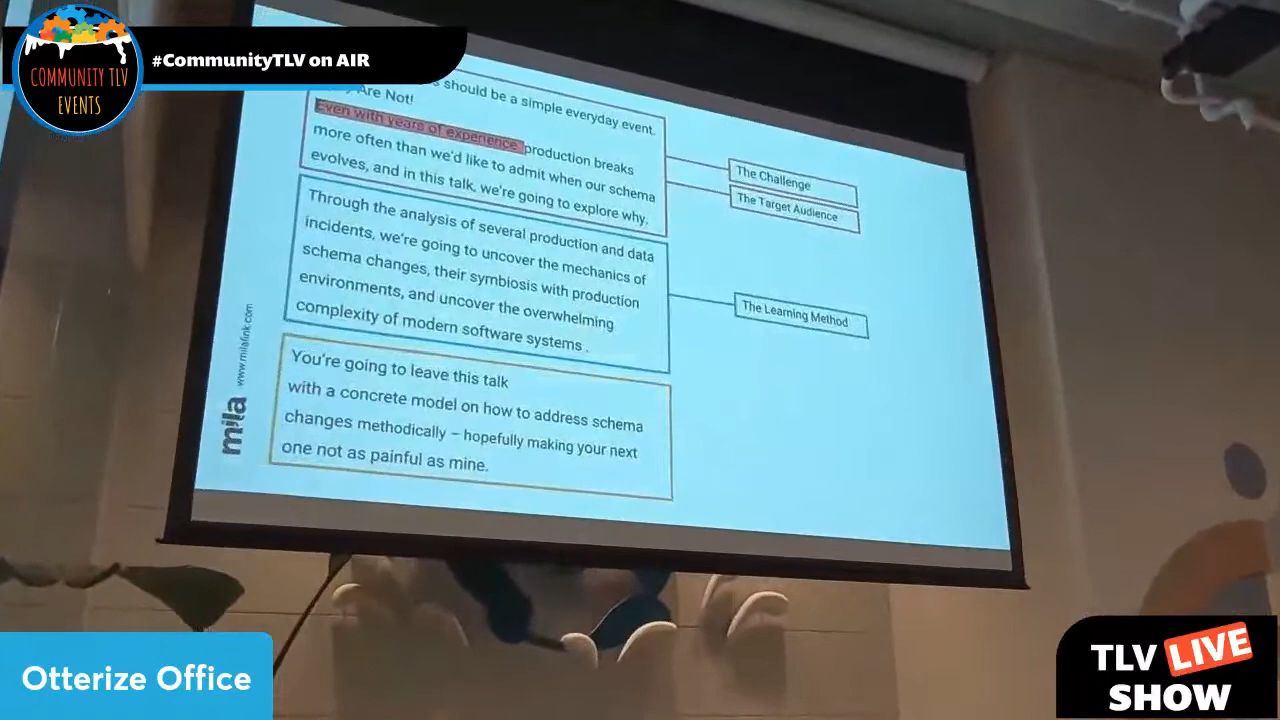 COMMUNITY TLV
EVENTS
#CommunityTLV on AIR
should be a simple everyday event.
Are Not!
Even with years of experience, production breaks
more often than we'd like to admit when our schema
evolves, and in this talk, we're going to explore why.
Through the analysis of several production and data
incidents, we're going to uncover the mechanics of
schema changes, their symbiosis with production
environments, and uncover the overwhelming
complexity of modern software systems .
You're going to leave this talk
with a concrete model on how to address schema
changes methodically – hopefully making your next
one not as painful as mine.
The Challenge
The Target Audience
The Learning Method
mila www.milafink.com
Otterize Office
TLV LIVE
SHOW